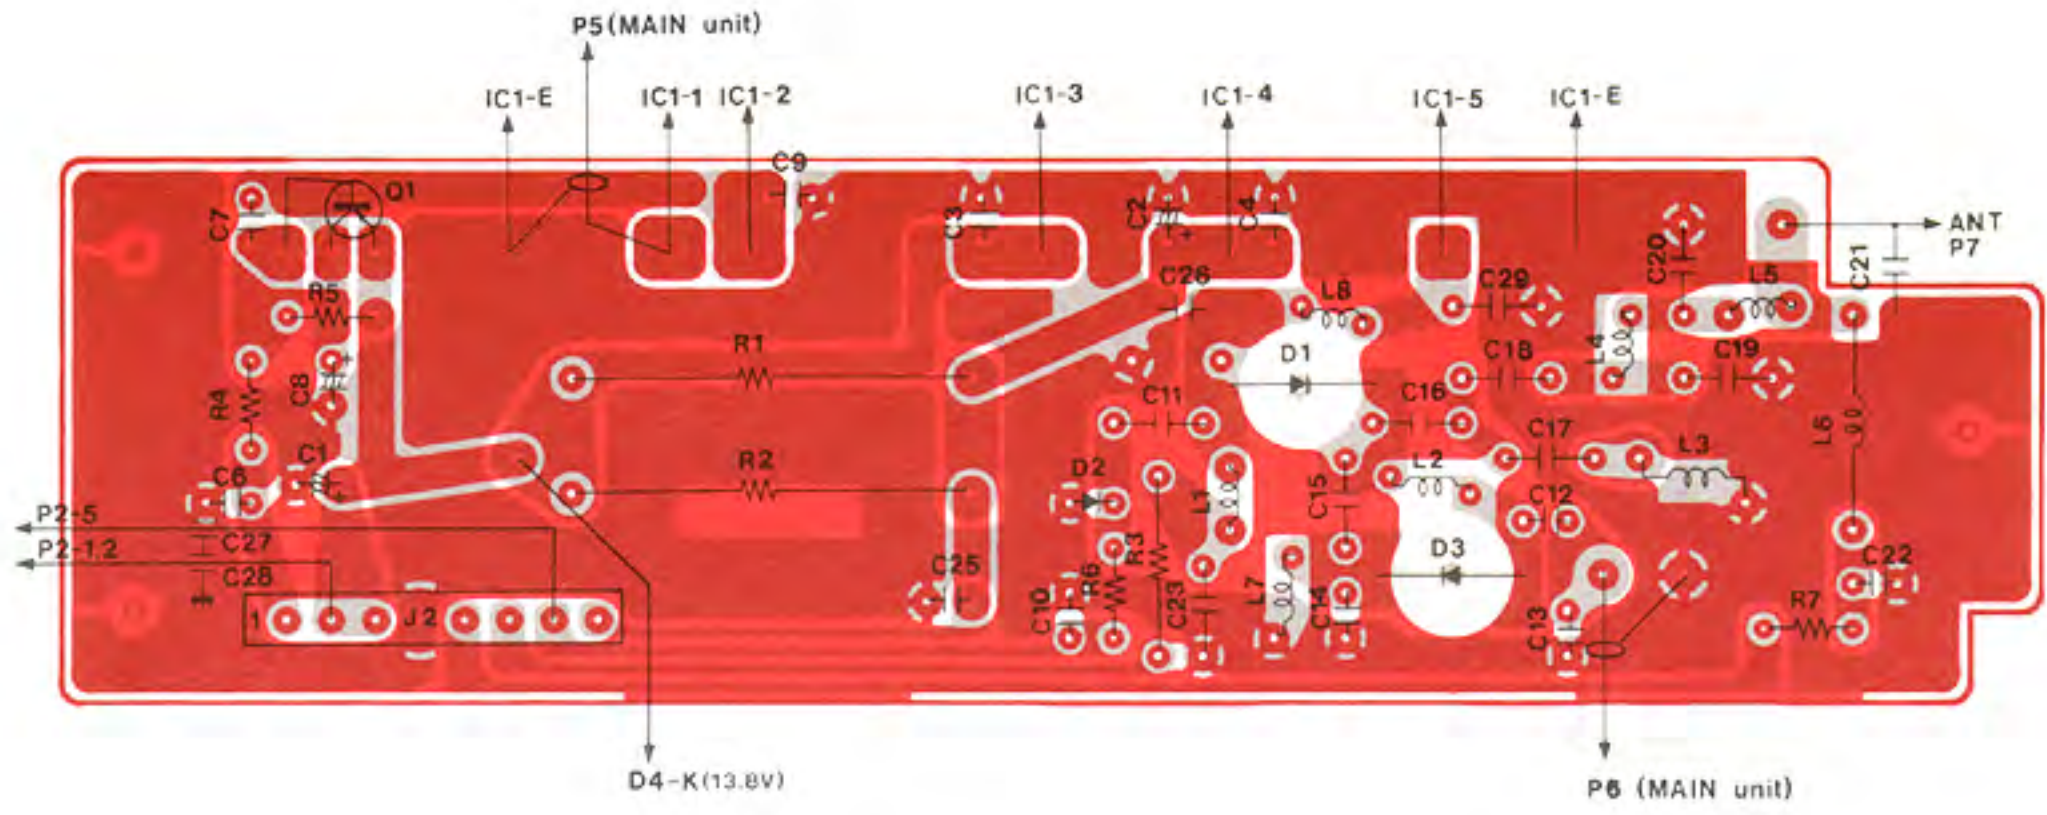 P5(MAIN unit)
IC1-E
IC1-1
IC1-2
IC1-3
IC1-4
IC1-5
IC1-E
C9
Q1
C7
C3
C2
+
C4
C20
L5
C21
ANT
P7
R5
C26
L8
C29
R1
D1
L4
C18
C19
R4
C8
+
C11
C16
L6
C1
+
R2
D2
L1
C15
L2
C17
L3
C6
P2-5
P2-1,2
C27
C28
C12
R3
D3
C25
+
R6
C10
C23
L7
C14
C13
C22
R7
1
J2
D4-K(13.8V)
P6 (MAIN unit)